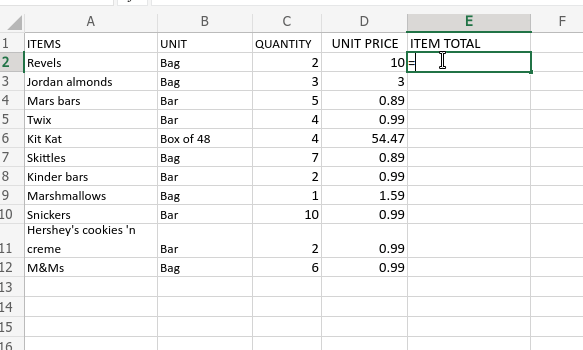 A B C D E F
1 ITEMS UNIT QUANTITY UNIT PRICE ITEM TOTAL
2 Revels Bag 2 10 =
3 Jordan almonds Bag 3 3
4 Mars bars Bar 5 0.89
5 Twix Bar 4 0.99
6 Kit Kat Box of 48 4 54.47
7 Skittles Bag 7 0.89
8 Kinder bars Bar 2 0.99
9 Marshmallows Bag 1 1.59
10 Snickers Bar 10 0.99
Hershey's cookies 'n
11 creme Bar 2 0.99
12 M&Ms Bag 6 0.99
13
14
15
16